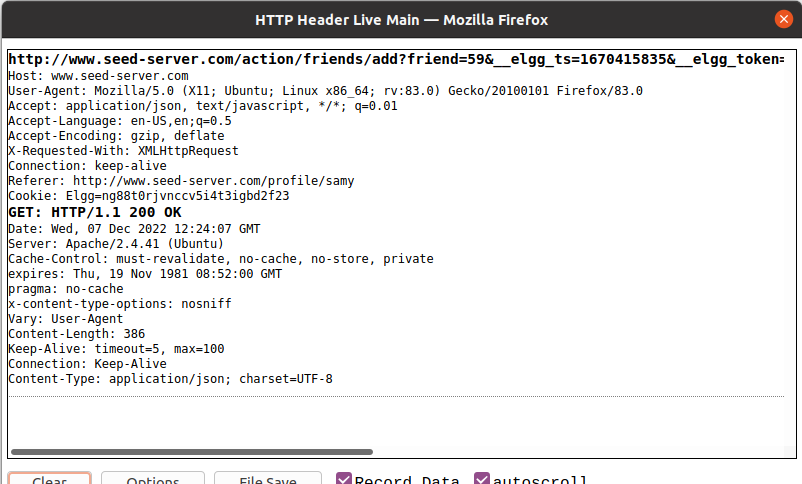 HTTP Header Live Main — Mozilla Firefox
http://www.seed-server.com/action/friends/add?friend=59&__elgg_ts=1670415835&__elgg_token=
Host: www.seed-server.com
User-Agent: Mozilla/5.0 (X11; Ubuntu; Linux x86_64; rv:83.0) Gecko/20100101 Firefox/83.0
Accept: application/json, text/javascript, */*; q=0.01
Accept-Language: en-US,en;q=0.5
Accept-Encoding: gzip, deflate
X-Requested-With: XMLHttpRequest
Connection: keep-alive
Referer: http://www.seed-server.com/profile/samy
Cookie: Elgg=ng88t0rjvnccv5i4t3igbd2f23
GET: HTTP/1.1 200 OK
Date: Wed, 07 Dec 2022 12:24:07 GMT
Server: Apache/2.4.41 (Ubuntu)
Cache-Control: must-revalidate, no-cache, no-store, private
expires: Thu, 19 Nov 1981 08:52:00 GMT
pragma: no-cache
x-content-type-options: nosniff
Vary: User-Agent
Content-Length: 386
Keep-Alive: timeout=5, max=100
Connection: Keep-Alive
Content-Type: application/json; charset=UTF-8
Clear Options File Save Record Data autoscroll